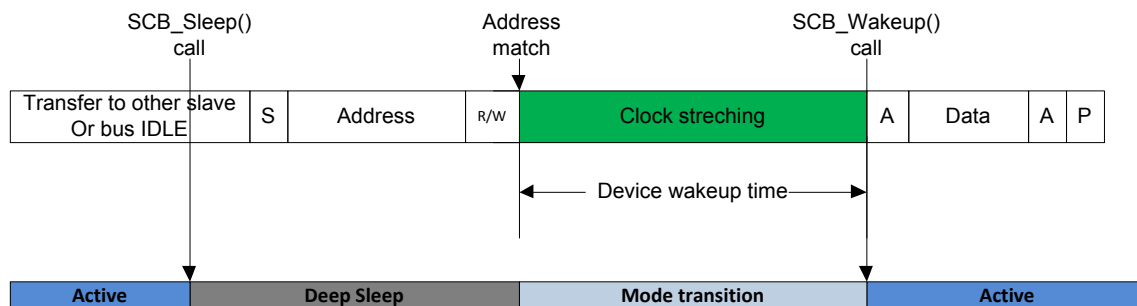 SCB_Sleep()
call
Address
match
SCB_Wakeup()
call
Transfer to other slave
Or bus IDLE
S
Address
R/W
Clock streching
A
Data
A
P
Device wakeup time
Active
Deep Sleep
Mode transition
Active